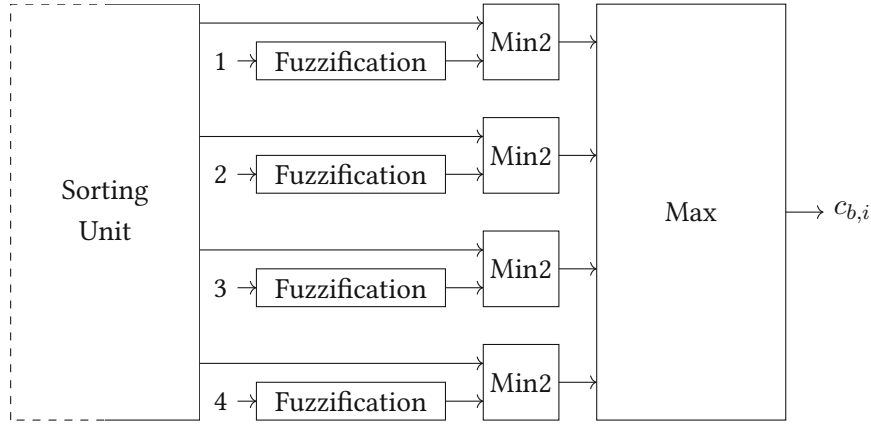 Min2
1 Fuzzification
Min2
2 Fuzzification
Sorting
Unit
Max
c_{b,i}
Min2
3 Fuzzification
Min2
4 Fuzzification